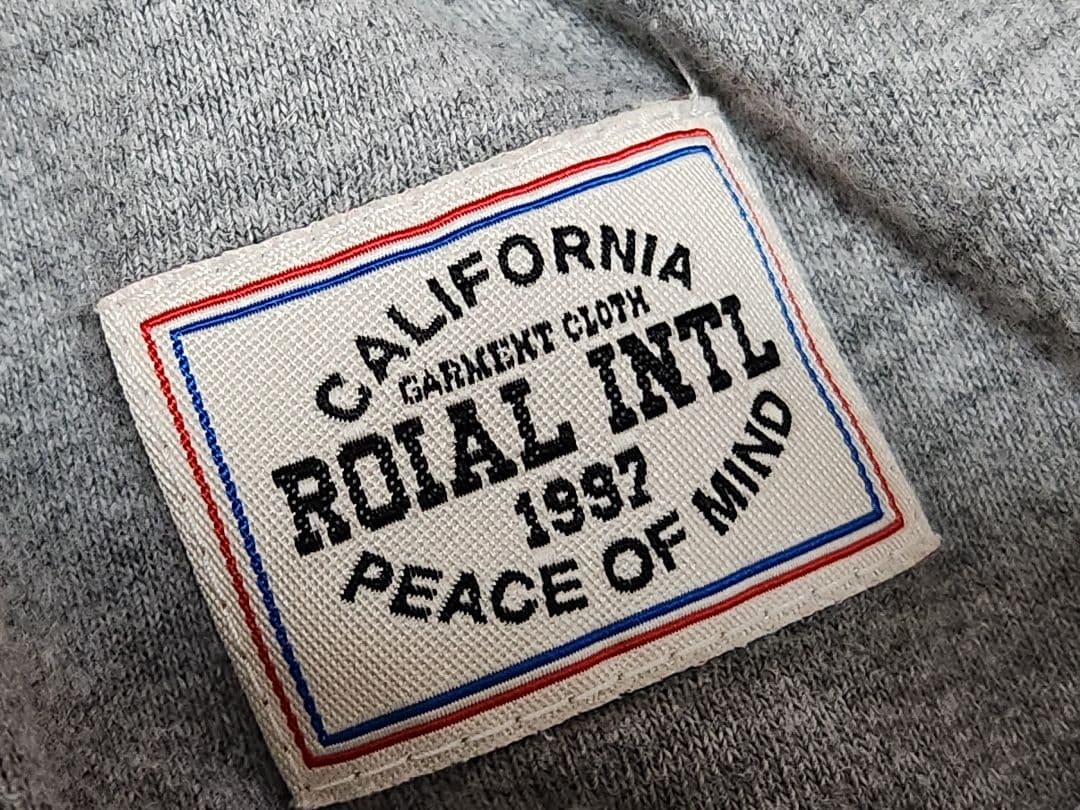 CALIFORNIA
GARMENT CLOTH
ROIAL INTL
1997
PEACE OF MIND